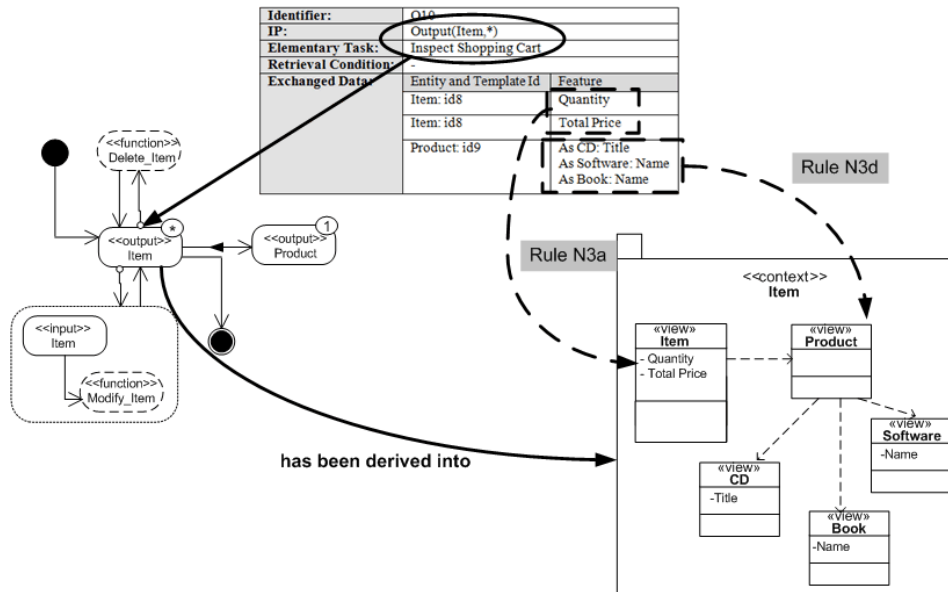 Identifier: O10
IP: Output(Item,*)
Elementary Task: Inspect Shopping Cart
Retrieval Condition: -
Exchanged Data: Entity and Template Id Feature
Item: id8 Quantity
Item: id8 Total Price
Product: id9 As CD: Title
As Software: Name
As Book: Name
Rule N3d
Rule N3a
<<function>>
Delete_Item
*
<<output>>
Item
1
<<output>>
Product
<<input>>
Item
<<function>>
Modify_Item
has been derived into
<<context>>
Item
«view»
Item
- Quantity
- Total Price
«view»
Product
«view»
Software
-Name
«view»
CD
-Title
«view»
Book
-Name